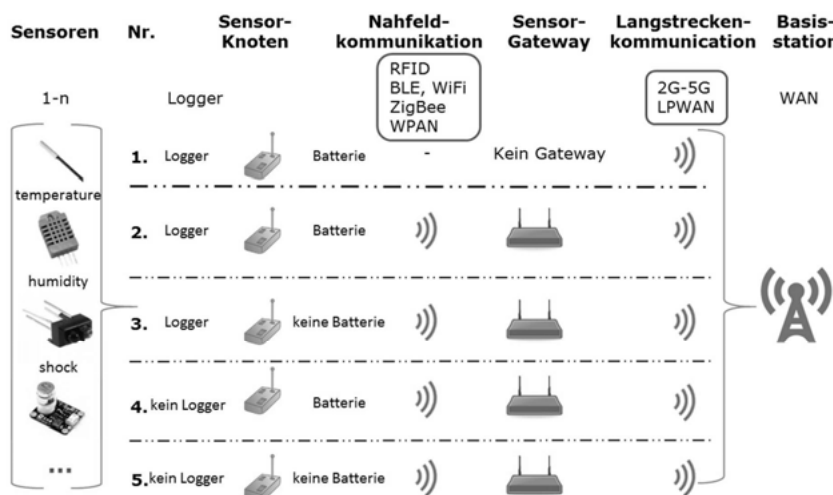 Sensoren
Nr.
Sensor-
Knoten
Nahfeld-
kommunikation
Sensor-
Gateway
Langstrecken-
kommunication
Basis-
station
1-n
Logger
RFID
BLE, WiFi
ZigBee
WPAN
2G-5G
LPWAN
WAN
1. Logger Batterie - Kein Gateway
temperature
2. Logger Batterie
humidity
3. Logger keine Batterie
shock
4. kein Logger Batterie
...
5. kein Logger keine Batterie